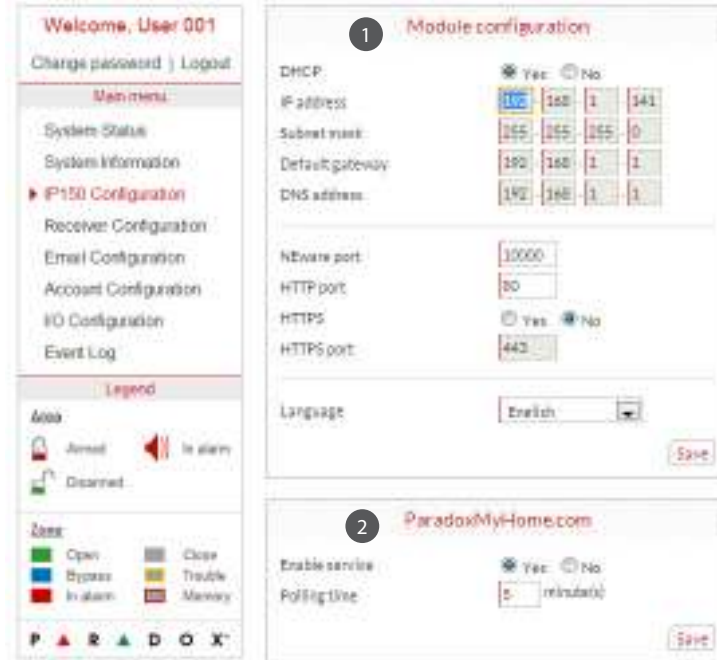 Welcome, User 001
Change password | Logout
Main menu
System Status
System Information
IP150 Configuration
Receiver Configuration
Email Configuration
Account Configuration
I/O Configuration
Event Log
Legend
Area
Armed
In alarm
Disarmed
Zone
Open
Close
Bypass
Trouble
In alarm
Memory
PARADOX
1
Module configuration
DHCP
Yes
No
IP address
192 168 1 141
Subnet mask
255 255 255 0
Default gateway
192 168 1 1
DNS address
192 168 1 1
NEware port
10000
HTTP port
80
HTTPS
Yes
No
HTTPS port
443
Language
English
Save
2
ParadoxMyHome.com
Enable service
Yes
No
Polling time
5 minute(s)
Save